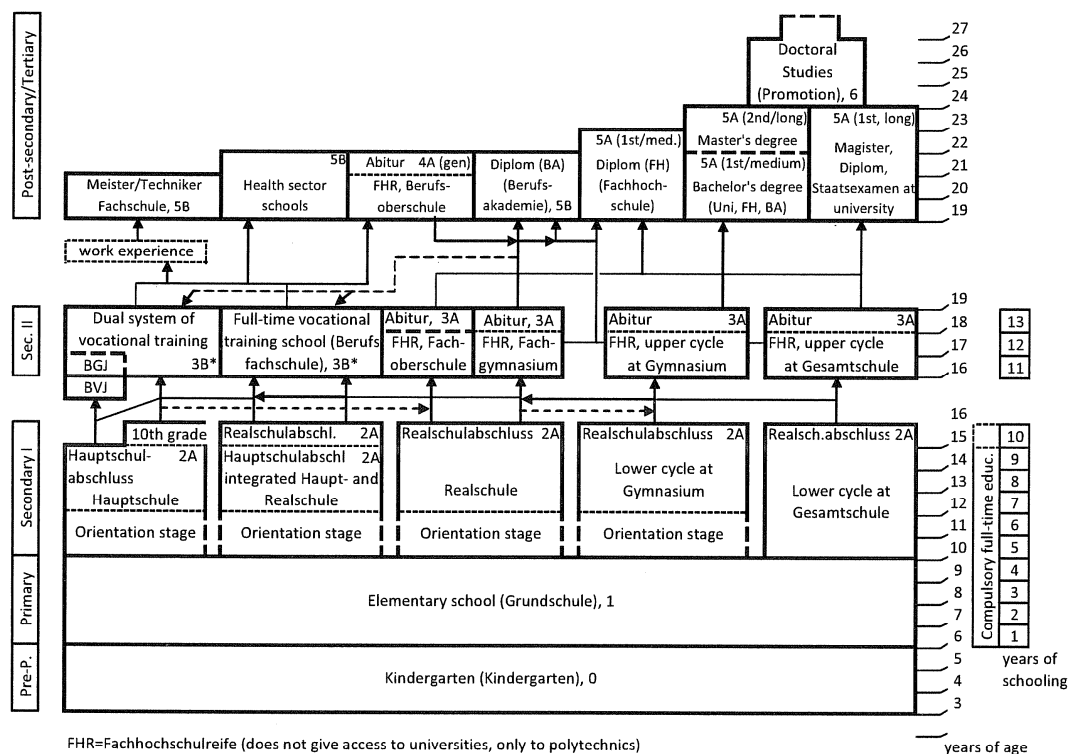 Post-secondary/Tertiary
Sec. II
Secondary I
Primary
Pre-P.
Doctoral
Studies
(Promotion), 6
5A (2nd/long)
Master's degree
5A (1st/medium)
Bachelor's degree
(Uni, FH, BA)
5A (1st, long)
Magister,
Diplom,
Staatsexamen at
university
5A (1st/med.)
Diplom (FH)
(Fachhoch-
schule)
Diplom (BA)
(Berufs-
akademie), 5B
Abitur 4A (gen)
FHR, Berufs-
oberschule
5B
Health sector
schools
Meister/Techniker
Fachschule, 5B
work experience
Dual system of
vocational training
3B*
BGJ
BVJ
Full-time vocational
training school (Berufs
fachschule), 3B*
Abitur, 3A
FHR, Fach-
oberschule
Abitur, 3A
FHR, Fach-
gymnasium
Abitur 3A
FHR, upper cycle
at Gymnasium
Abitur 3A
FHR, upper cycle
at Gesamtschule
10th grade
Hauptschul- 2A
abschluss
Hauptschule
Orientation stage
Realschulabschl. 2A
Hauptschulabschl 2A
integrated Haupt- and
Realschule
Orientation stage
Realschulabschluss 2A
Realschule
Orientation stage
Realschulabschluss 2A
Lower cycle at
Gymnasium
Orientation stage
Realsch.abschluss 2A
Lower cycle at
Gesamtschule
Elementary school (Grundschule), 1
Kindergarten (Kindergarten), 0
27
26
25
24
23
22
21
20
19
19
18
17
16
16
15
14
13
12
11
10
9
8
7
6
5
4
3
13
12
11
Compulsory full-time educ.
10
9
8
7
6
5
4
3
2
1
years of
schooling
years of age
FHR=Fachhochschulreife (does not give access to universities, only to polytechnics)